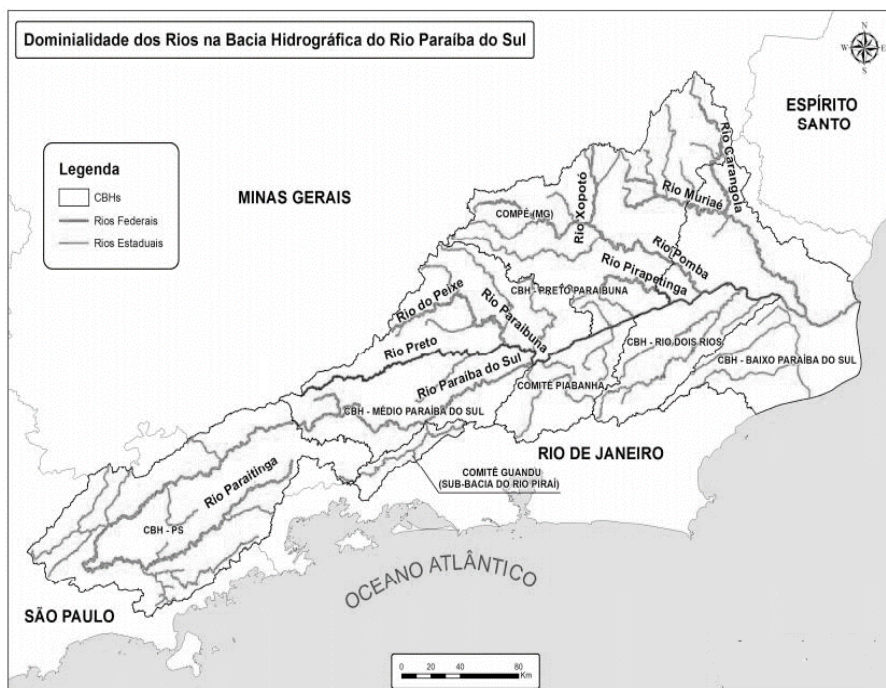 Dominialidade dos Rios na Bacia Hidrográfica do Rio Paraíba do Sul
N
W
E
S
ESPÍRITO
SANTO
Legenda
CBHs
Rios Federais
Rios Estaduais
MINAS GERAIS
Rio Carangola
Rio Muriaé
Rio Xopotó
COMPÉ (MG)
Rio Pomba
Rio Pirapetinga
CBH - PRETO PARAIBUNA
Rio do Peixe
Rio Paraibuna
Rio Preto
CBH - RIO DOIS RIOS
CBH - BAIXO PARAÍBA DO SUL
Rio Paraíba do Sul
COMITÊ PIABANHA
CBH - MÉDIO PARAÍBA DO SUL
RIO DE JANEIRO
COMITÊ GUANDU
(SUB-BACIA DO RIO PIRAÍ)
Rio Paraitinga
CBH - PS
OCEANO ATLÂNTICO
SÃO PAULO
0 10 20 40 80
Km